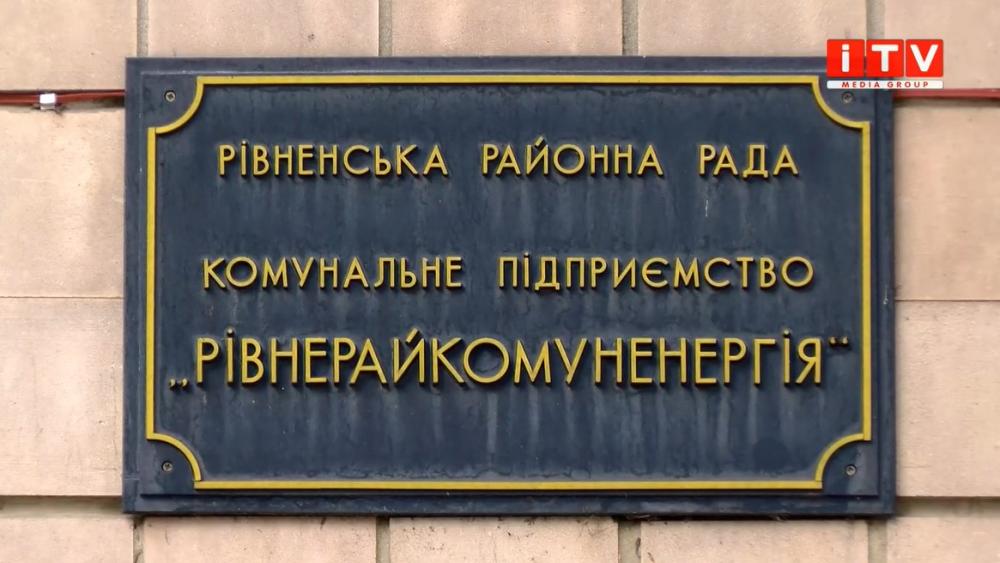 iTV
MEDIA GROUP
РІВНЕНСЬКА РАЙОННА РАДА
КОМУНАЛЬНЕ ПІДПРИЄМСТВО
„РІВНЕРАЙКОМУНЕНЕРГІЯ“